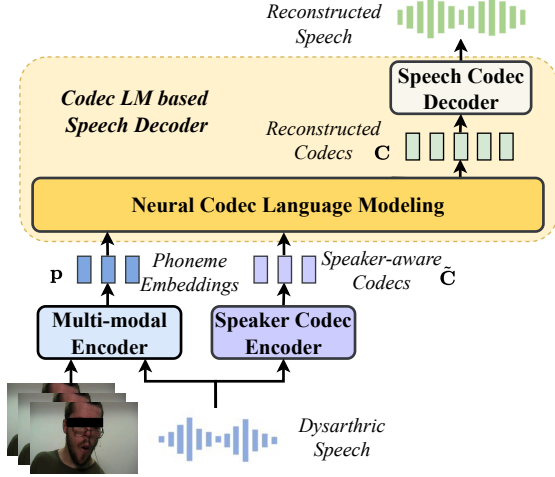 Reconstructed
Speech
Speech Codec
Decoder
Codec LM based
Speech Decoder
Reconstructed
Codecs C
Neural Codec Language Modeling
p Phoneme
Embeddings
Speaker-aware
Codecs C̃
Multi-modal
Encoder
Speaker Codec
Encoder
Dysarthric
Speech